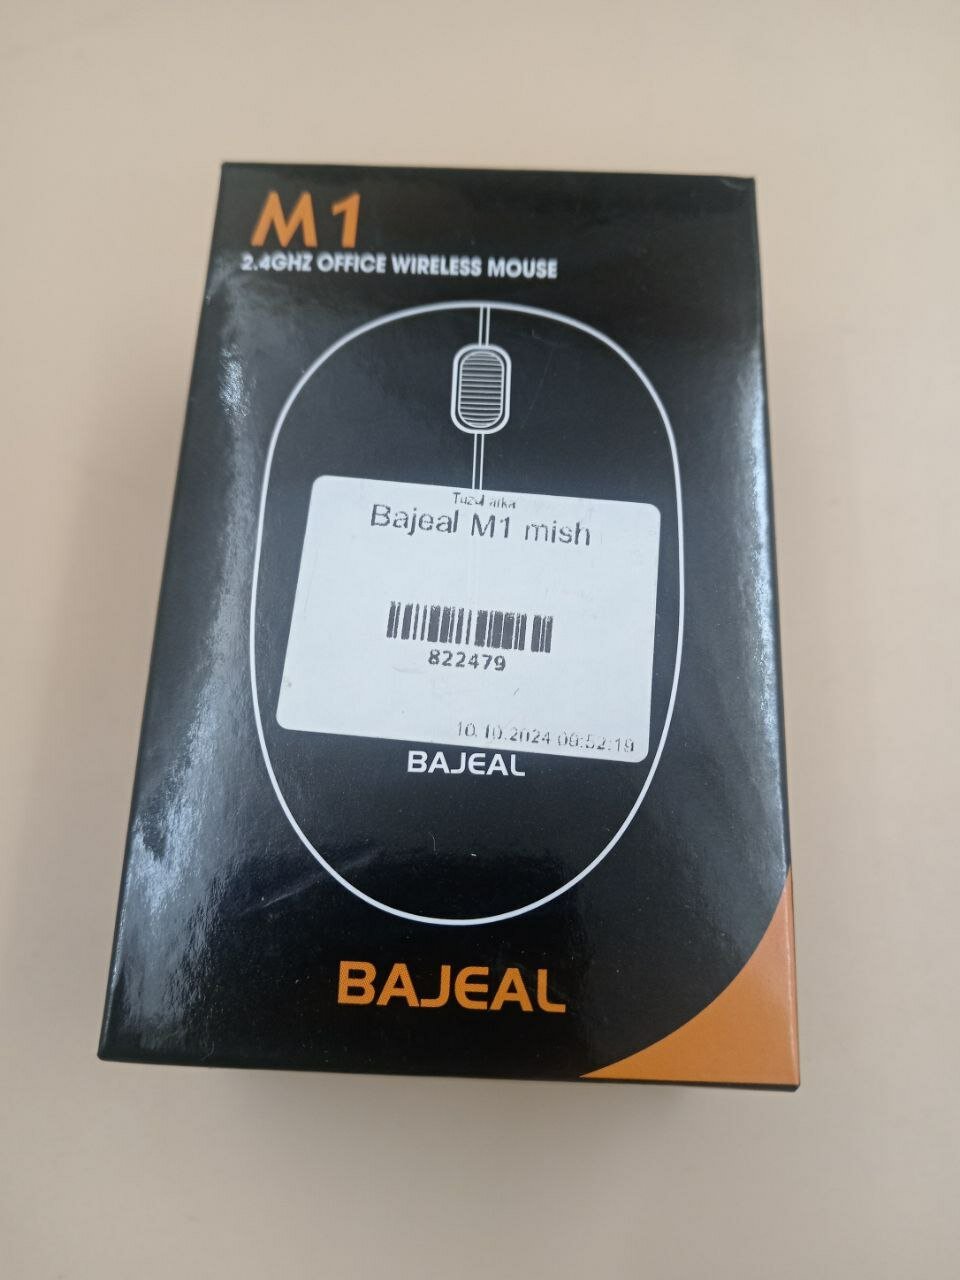 M1
2.4GHZ OFFICE WIRELESS MOUSE
Bajeal M1 mish
822479
10.10.2024 09:52:19
BAJEAL
BAJEAL